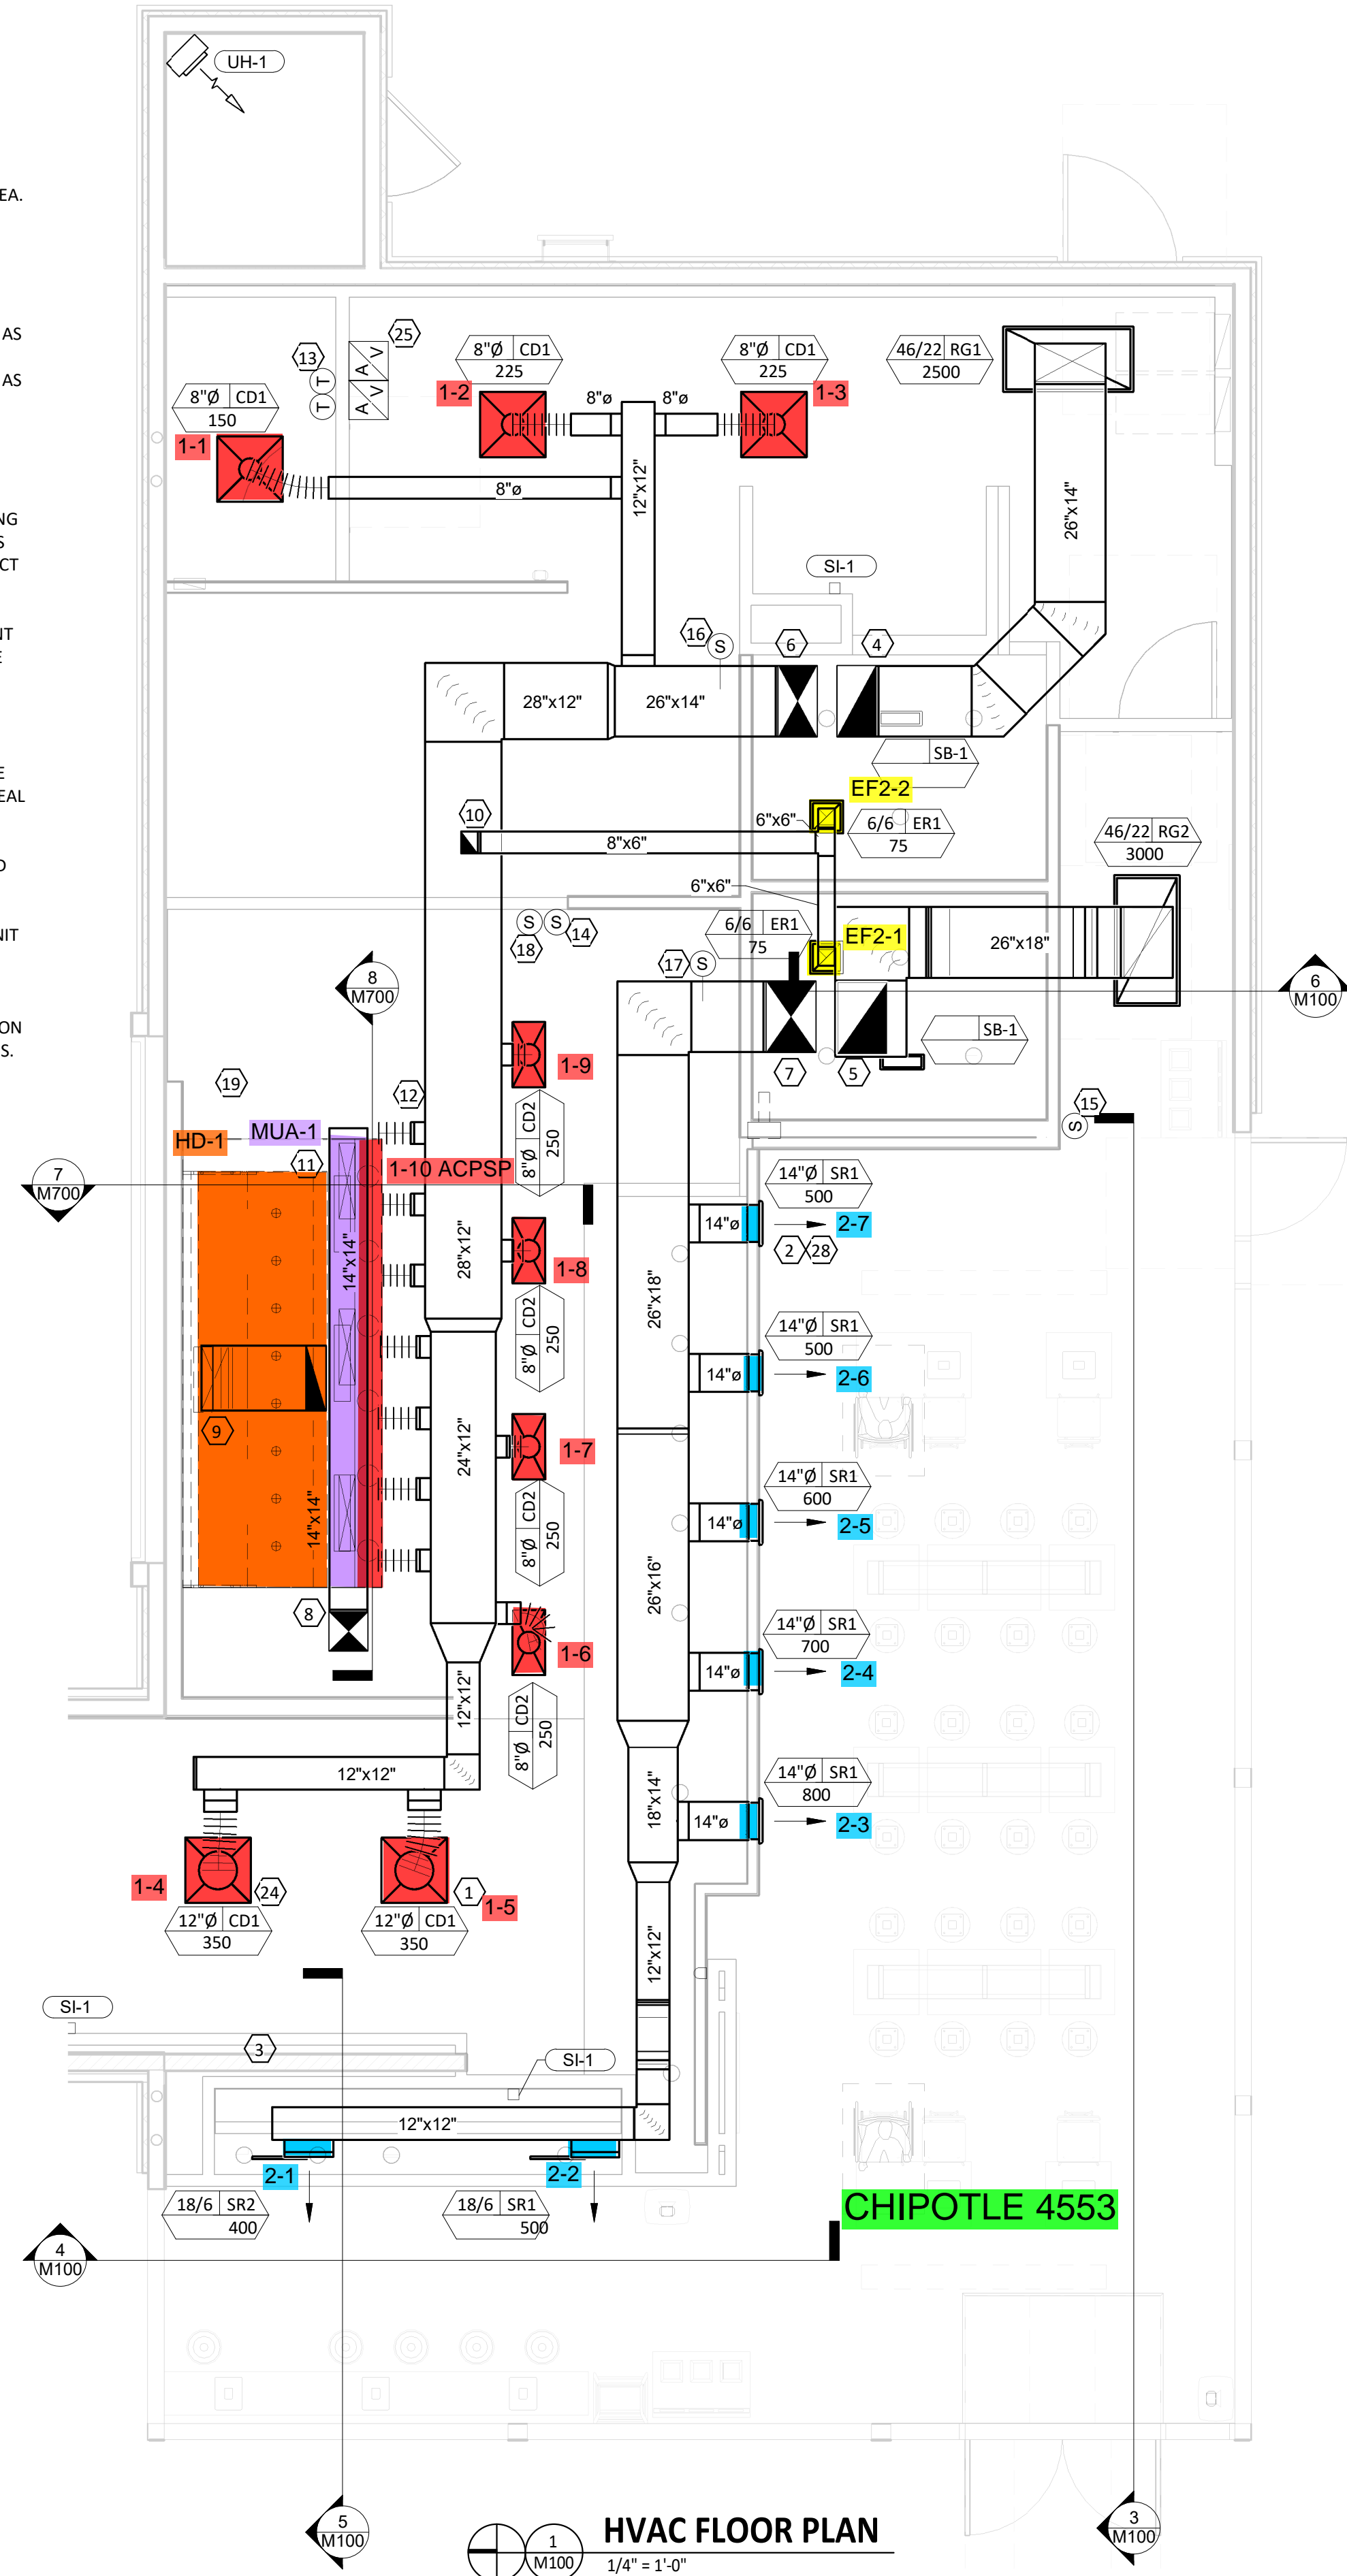 UH-1
EA.
AS
AS
NG
S
CT
NT
E
E
EAL
D
NIT
ON
S.
13
T
T
A V
A V
25
8"Ø CD1
150
1-1
8"Ø CD1
225
1-2
8"ø
8"ø
8"Ø CD1
225
1-3
46/22 RG1
2500
8"ø
12"x12"
26"x14"
SI-1
16
S
6
4
28"x12"
26"x14"
SB-1
EF2-2
10
8"x6"
6"x6"
6/6 ER1
75
46/22 RG2
3000
6"x6"
6/6 ER1
75
EF2-1
26"x18"
S S
18
14
17
S
8
M700
6
M100
SB-1
7
5
1-9
19
12
15
S
HD-1
MUA-1
11
1-10 ACPSP
8"Ø CD2
250
7
M700
14"Ø SR1
500
14"ø
2-7
2
28
28"x12"
14"x14"
1-8
26"x18"
8"Ø CD2
250
14"Ø SR1
500
14"ø
2-6
9
24"x12"
1-7
14"Ø SR1
600
14"ø
2-5
14"x14"
8"Ø CD2
250
26"x16"
8
1-6
14"Ø SR1
700
14"ø
2-4
12"x12"
8"Ø CD2
250
12"x12"
14"Ø SR1
800
18"x14"
14"ø
2-3
1-4
24
1
1-5
12"Ø CD1
350
12"Ø CD1
350
12"x12"
SI-1
3
SI-1
12"x12"
2-1
2-2
18/6 SR2
400
18/6 SR1
500
CHIPOTLE 4553
4
M100
5
M100
3
M100
1
M100
HVAC FLOOR PLAN
1/4" = 1'-0"